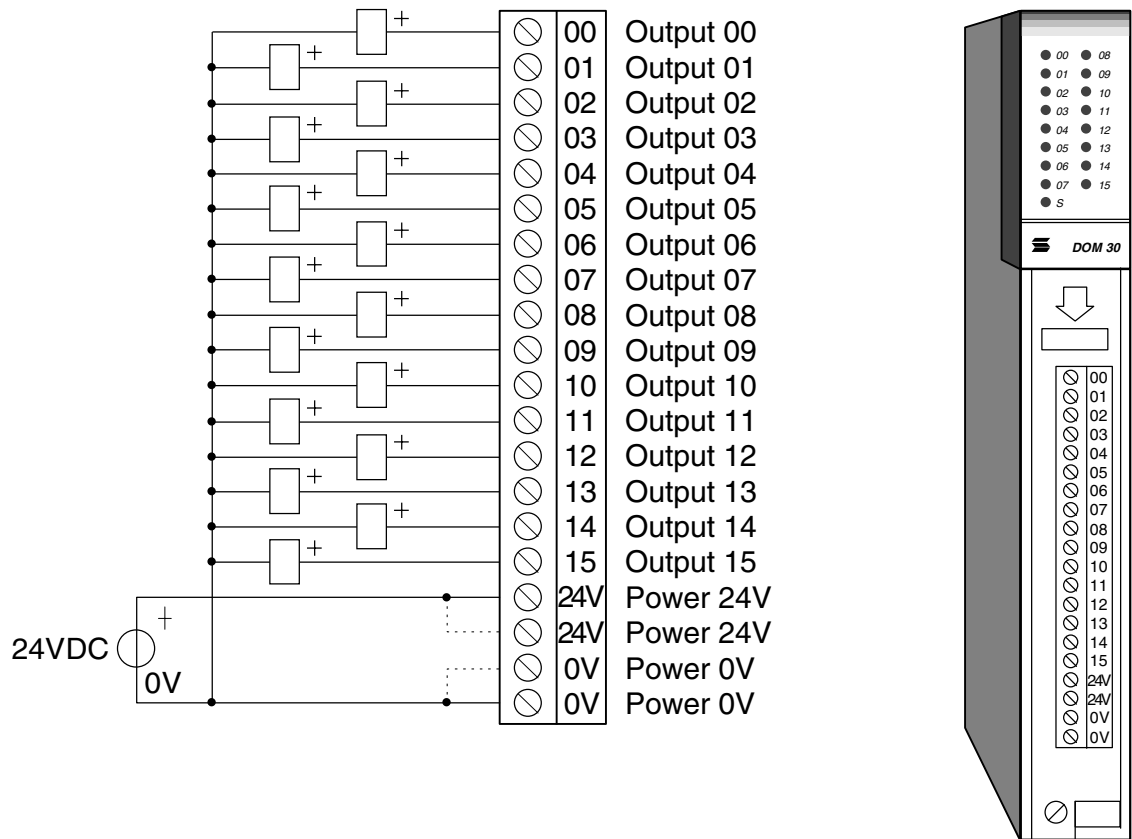 + 00 Output 00
+ 01 Output 01
+ 02 Output 02
+ 03 Output 03
+ 04 Output 04
+ 05 Output 05
+ 06 Output 06
+ 07 Output 07
+ 08 Output 08
+ 09 Output 09
+ 10 Output 10
+ 11 Output 11
+ 12 Output 12
+ 13 Output 13
+ 14 Output 14
+ 15 Output 15
24V Power 24V
+
24V Power 24V
24VDC
0V Power 0V
0V
0V Power 0V
00 08
01 09
02 10
03 11
04 12
05 13
06 14
07 15
S
DOM 30
00
01
02
03
04
05
06
07
08
09
10
11
12
13
14
15
24V
24V
0V
0V